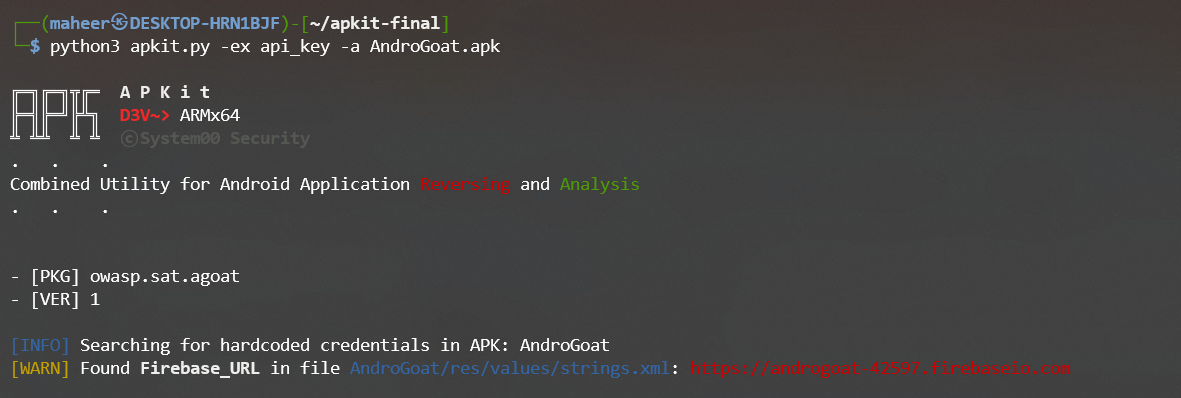 (maheer㉿DESKTOP-HRN1BJF)-[~/apkit-final]
$ python3 apkit.py -ex api_key -a AndroGoat.apk
APK
A P K i t
D3V~> ARMx64
©System00 Security
. . .
Combined Utility for Android Application Reversing and Analysis
. . .
- [PKG] owasp.sat.agoat
- [VER] 1
[INFO] Searching for hardcoded credentials in APK: AndroGoat
[WARN] Found Firebase_URL in file AndroGoat/res/values/strings.xml: https://androgoat-42597.firebaseio.com